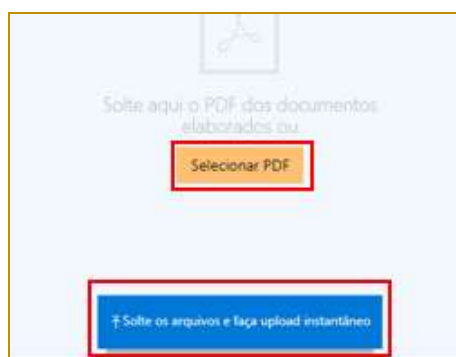 Solte aqui o PDF dos documentos
elaborados ou
Selecionar PDF
Solte os arquivos e faça upload instantâneo